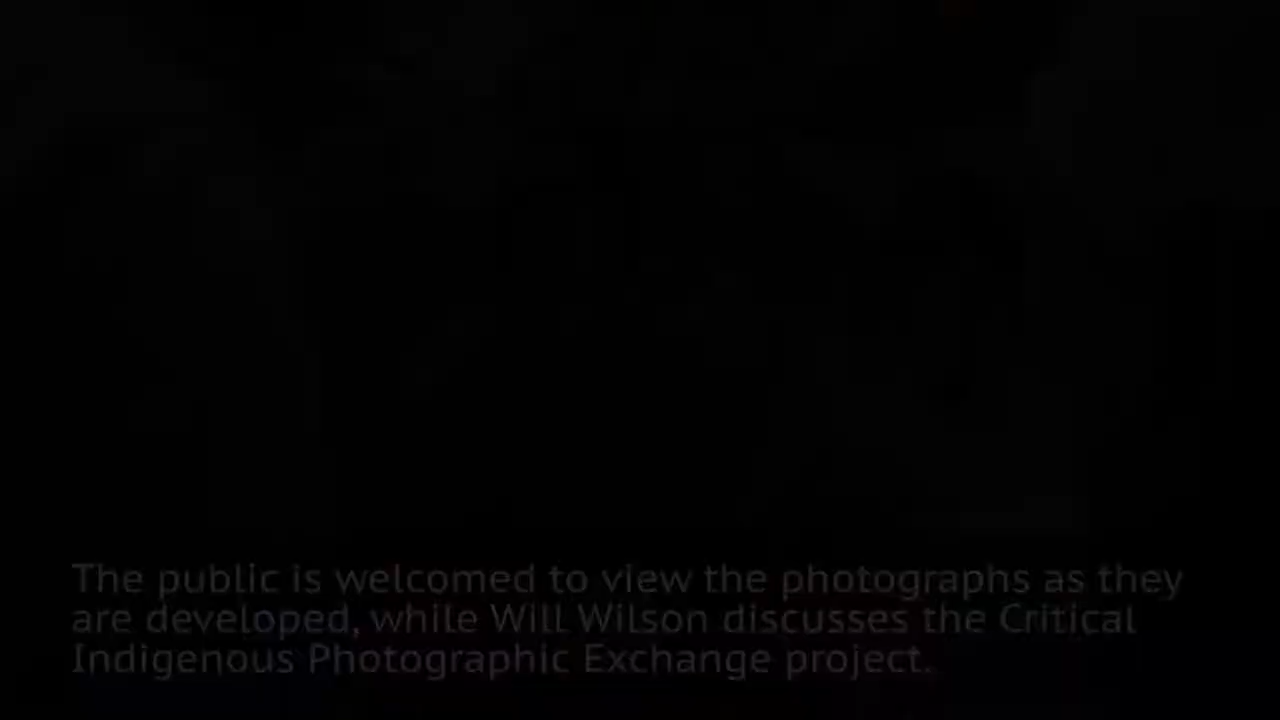 The public is welcomed to view the photographs as they
are developed, while Will Wilson discusses the Critical
Indigenous Photographic Exchange project.